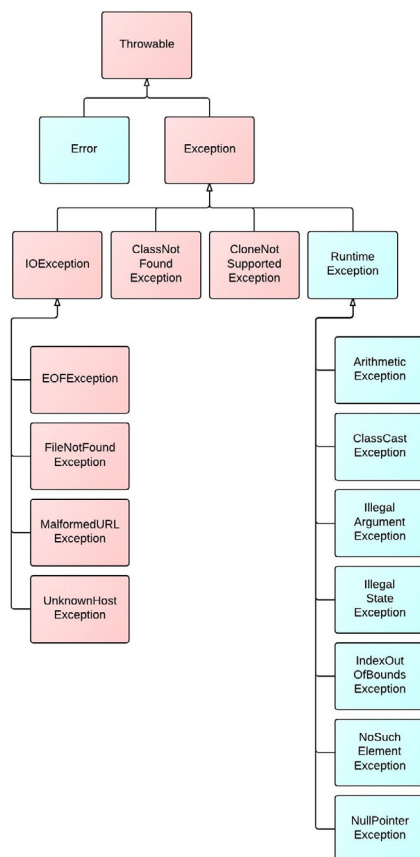 Throwable
Error
Exception
IOException
ClassNot
Found
Exception
CloneNot
Supported
Exception
Runtime
Exception
EOFException
FileNotFound
Exception
MalformedURL
Exception
UnknownHost
Exception
Arithmetic
Exception
ClassCast
Exception
Illegal
Argument
Exception
Illegal
State
Exception
IndexOut
OfBounds
Exception
NoSuch
Element
Exception
NullPointer
Exception